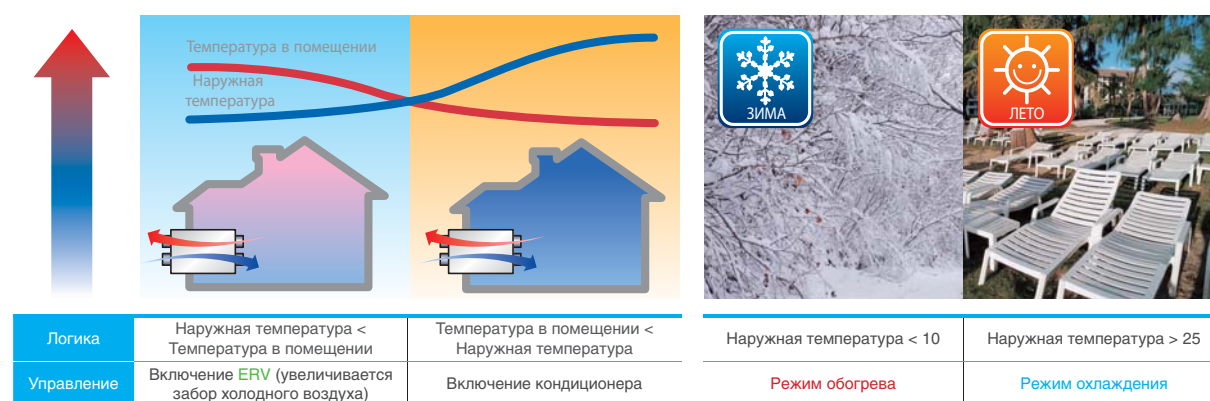 Температура в помещении
Наружная
температура
ЗИМА
ЛЕТО
Логика
Наружная температура <
Температура в помещении
Температура в помещении <
Наружная температура
Наружная температура < 10
Наружная температура > 25
Управление
Включение ERV (увеличивается
забор холодного воздуха)
Включение кондиционера
Режим обогрева
Режим охлаждения